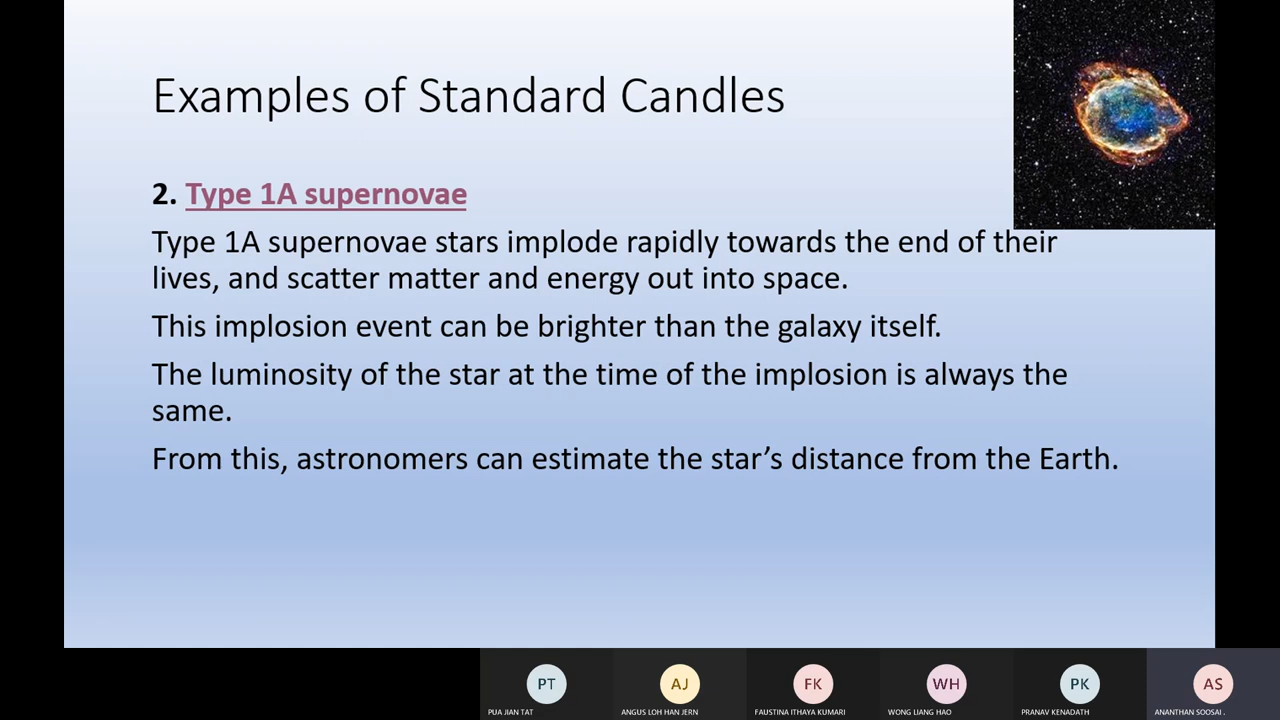 Examples of Standard Candles
2. Type 1A supernovae
Type 1A supernovae stars implode rapidly towards the end of their
lives, and scatter matter and energy out into space.
This implosion event can be brighter than the galaxy itself.
The luminosity of the star at the time of the implosion is always the
same.
From this, astronomers can estimate the star’s distance from the Earth.
PT AJ FK WH PK AS
PUA JIAN TAT ANGUS LOH HAN JERN FAUSTINA ITHAYA KUMARI WONG LIANG HAO PRANAV KENADATH ANANTHAN SOOSAI .